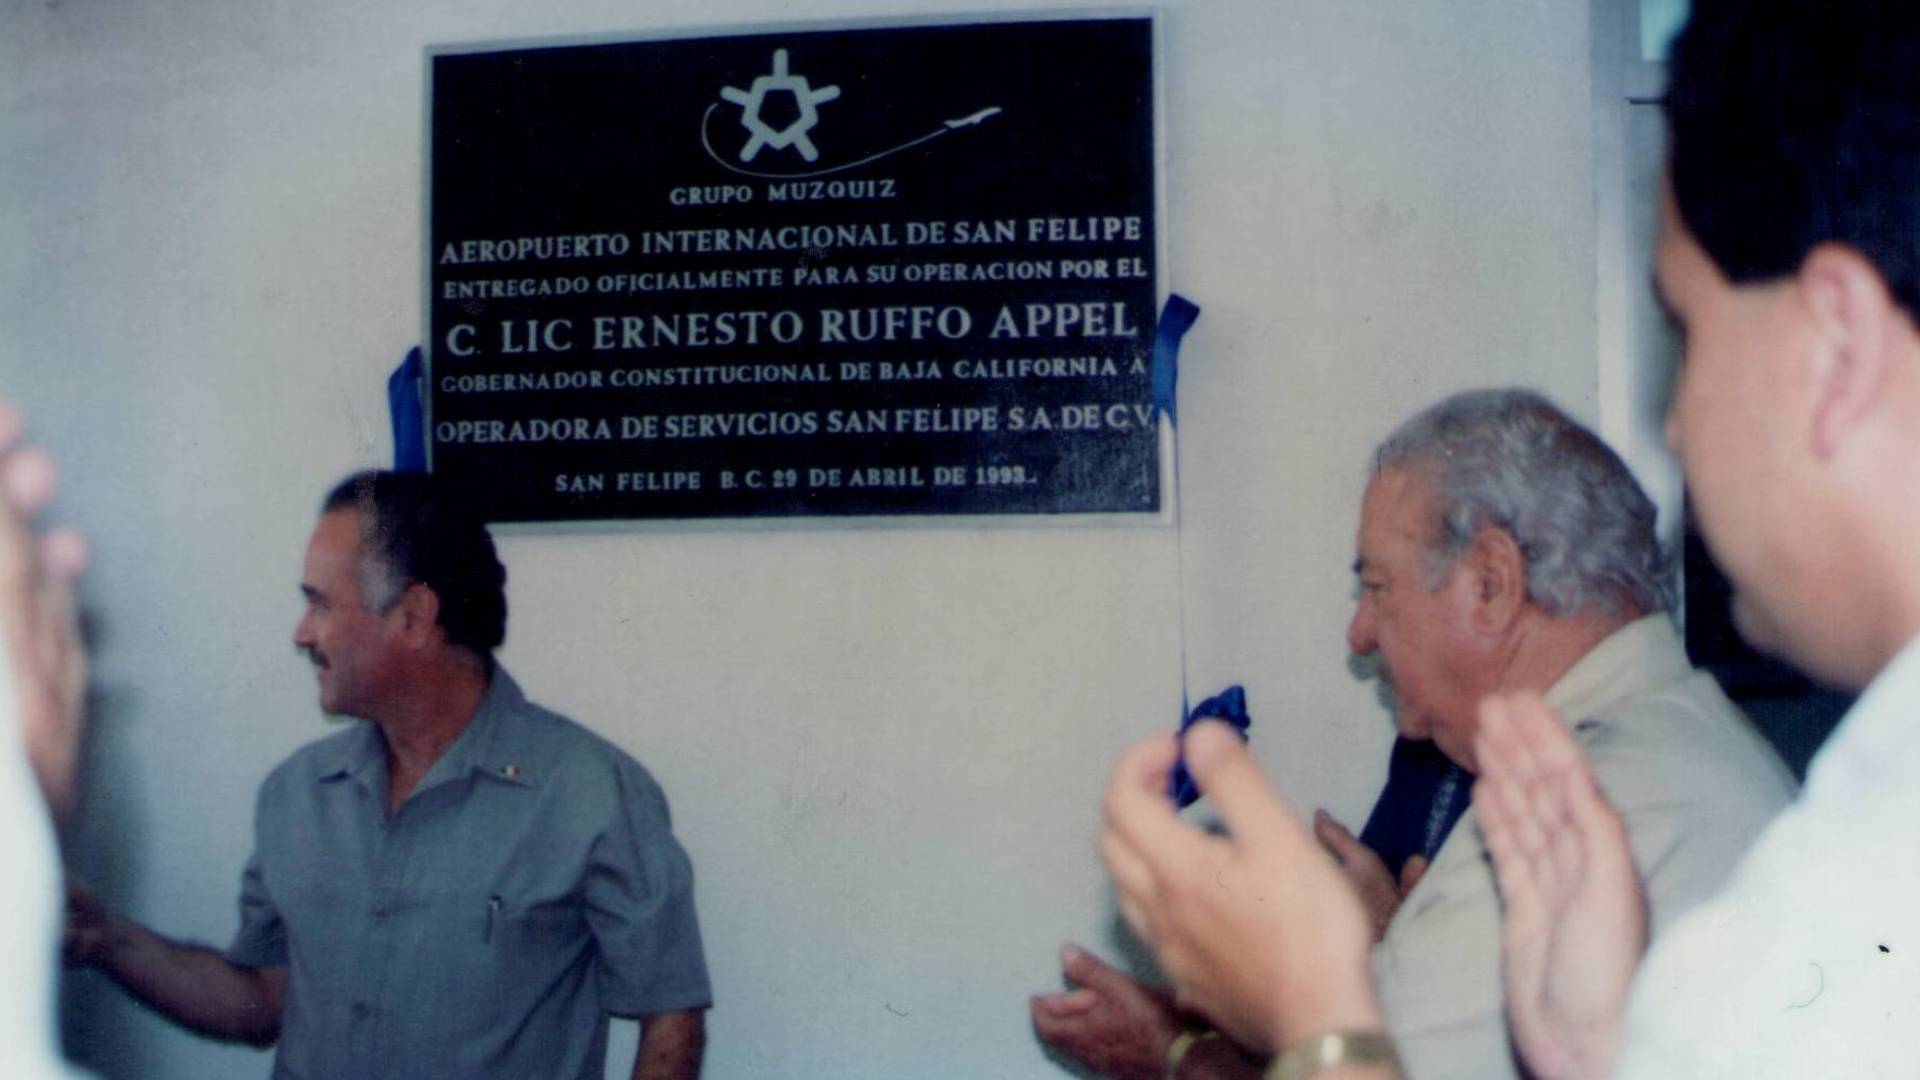 GRUPO MUZQUIZ
AEROPUERTO INTERNACIONAL DE SAN FELIPE
ENTREGADO OFICIALMENTE PARA SU OPERACION POR EL
C. LIC ERNESTO RUFFO APPEL
GOBERNADOR CONSTITUCIONAL DE BAJA CALIFORNIA A
OPERADORA DE SERVICIOS SAN FELIPE S.A. DE C.V.
SAN FELIPE B.C. 29 DE ABRIL DE 1993.